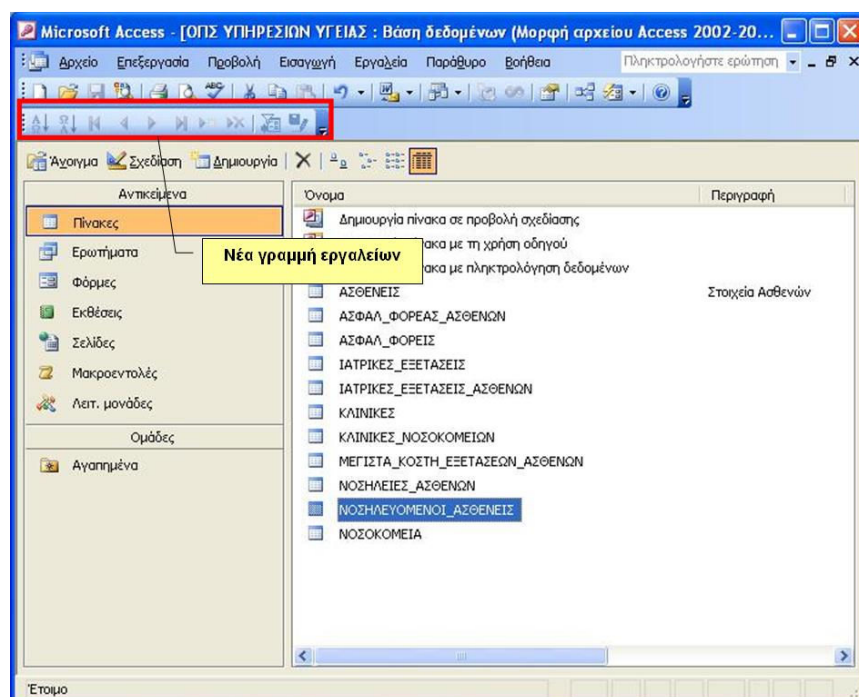 Microsoft Access - [ΟΠΣ ΥΠΗΡΕΣΙΩΝ ΥΓΕΙΑΣ : Βάση δεδομένων (Μορφή αρχείου Access 2002-20...
Αρχείο Επεξεργασία Προβολή Εισαγωγή Εργαλεία Παράθυρο Βοήθεια Πληκτρολογήστε ερώτηση
Άνοιγμα Σχεδίαση Δημιουργία
Αντικείμενα
Πίνακες
Ερωτήματα
Φόρμες
Εκθέσεις
Σελίδες
Μακροεντολές
Λειτ. μονάδες
Ομάδες
Αγαπημένα
Νέα γραμμή εργαλείων
Όνομα Περιγραφή
Δημιουργία πίνακα σε προβολή σχεδίασης
με τη χρήση οδηγού
με πληκτρολόγηση δεδομένων
ΑΣΘΕΝΕΙΣ Στοιχεία Ασθενών
ΑΣΦΑΛ_ΦΟΡΕΑΣ_ΑΣΘΕΝΩΝ
ΑΣΦΑΛ_ΦΟΡΕΙΣ
ΙΑΤΡΙΚΕΣ_ΕΞΕΤΑΣΕΙΣ
ΙΑΤΡΙΚΕΣ_ΕΞΕΤΑΣΕΙΣ_ΑΣΘΕΝΩΝ
ΚΛΙΝΙΚΕΣ
ΚΛΙΝΙΚΕΣ_ΝΟΣΟΚΟΜΕΙΩΝ
ΜΕΓΙΣΤΑ_ΚΟΣΤΗ_ΕΞΕΤΑΣΕΩΝ_ΑΣΘΕΝΩΝ
ΝΟΣΗΛΕΙΕΣ_ΑΣΘΕΝΩΝ
ΝΟΣΗΛΕΥΟΜΕΝΟΙ_ΑΣΘΕΝΕΙΣ
ΝΟΣΟΚΟΜΕΙΑ
Έτοιμο